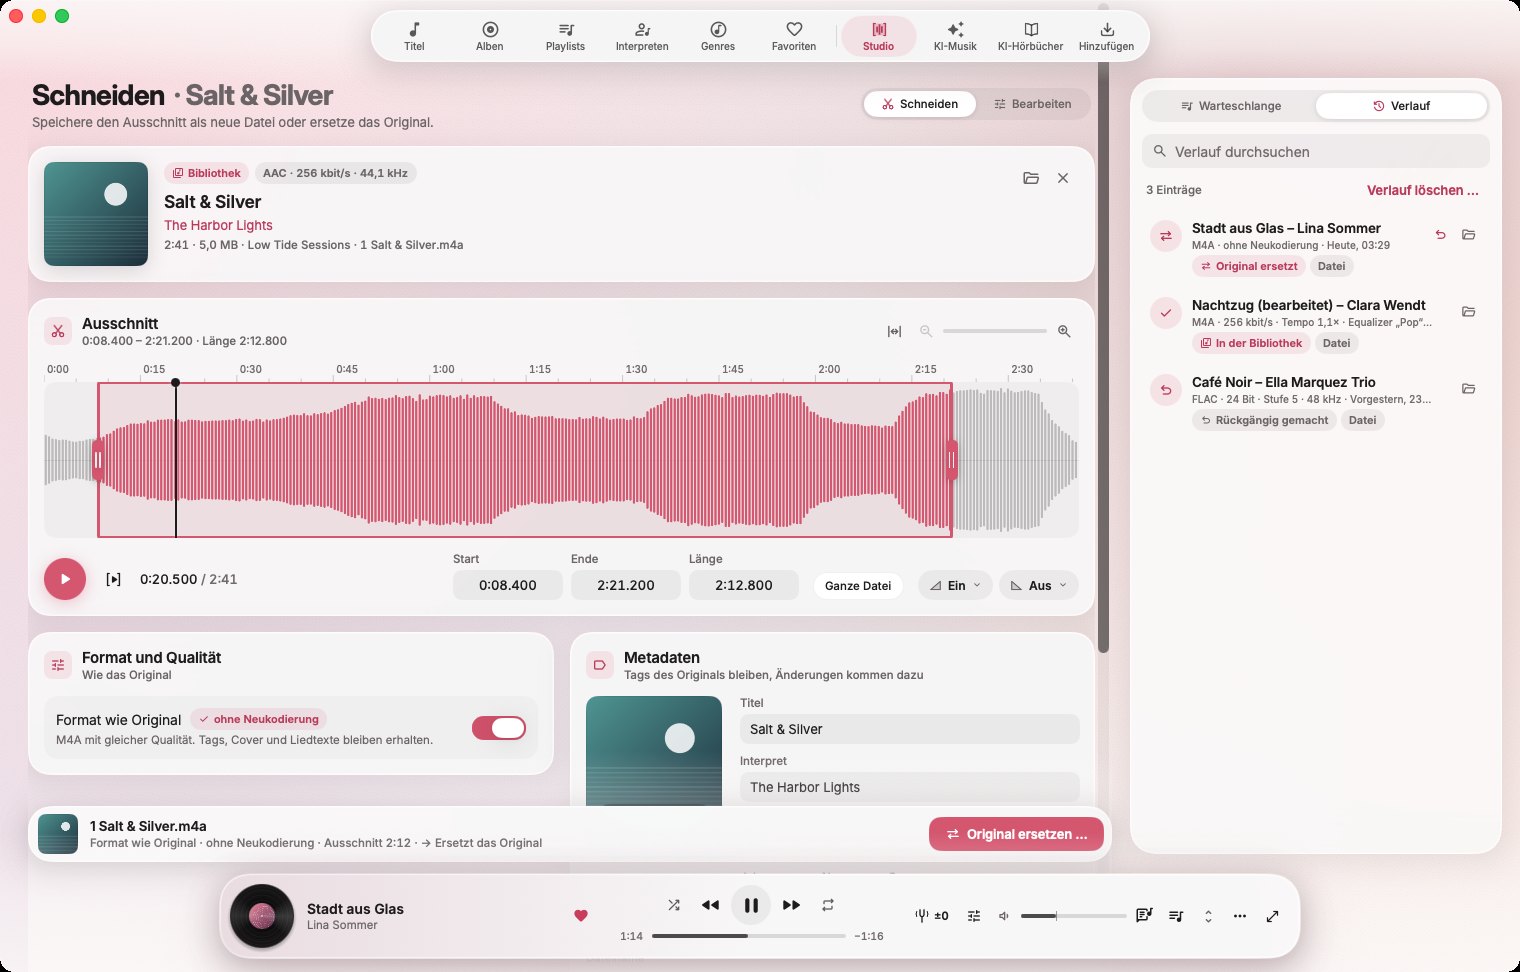 Titel
Alben
Playlists
Interpreten
Genres
Favoriten
Studio
KI-Musik
KI-Hörbücher
Hinzufügen
Schneiden · Salt & Silver
Speichere den Ausschnitt als neue Datei oder ersetze das Original.
Schneiden
Bearbeiten
Bibliothek
AAC · 256 kbit/s · 44,1 kHz
Salt & Silver
The Harbor Lights
2:41 · 5,0 MB · Low Tide Sessions · 1 Salt & Silver.m4a
Ausschnitt
0:08.400 – 2:21.200 · Länge 2:12.800
0:00 0:15 0:30 0:45 1:00 1:15 1:30 1:45 2:00 2:15 2:30
0:20.500 / 2:41
Start
0:08.400
Ende
2:21.200
Länge
2:12.800
Ganze Datei
Ein
Aus
Format und Qualität
Wie das Original
Format wie Original
ohne Neukodierung
M4A mit gleicher Qualität. Tags, Cover und Liedtexte bleiben erhalten.
Metadaten
Tags des Originals bleiben, Änderungen kommen dazu
Titel
Salt & Silver
Interpret
The Harbor Lights
1 Salt & Silver.m4a
Format wie Original · ohne Neukodierung · Ausschnitt 2:12 · → Ersetzt das Original
Original ersetzen ...
Warteschlange
Verlauf
Verlauf durchsuchen
3 Einträge
Verlauf löschen ...
Stadt aus Glas – Lina Sommer
M4A · ohne Neukodierung · Heute, 03:29
Original ersetzt
Datei
Nachtzug (bearbeitet) – Clara Wendt
M4A · 256 kbit/s · Tempo 1,1× · Equalizer „Pop“...
In der Bibliothek
Datei
Café Noir – Ella Marquez Trio
FLAC · 24 Bit · Stufe 5 · 48 kHz · Vorgestern, 23...
Rückgängig gemacht
Datei
Stadt aus Glas
Lina Sommer
1:14
−1:16
±0